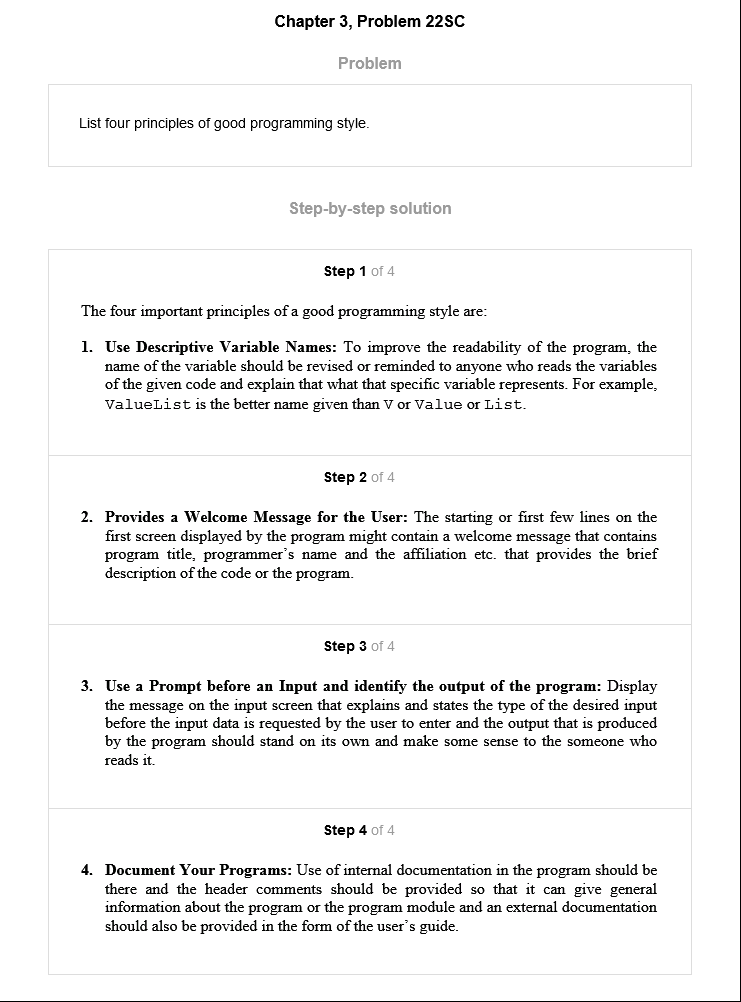 Chapter 3, Problem 22SC
Problem
List four principles of good programming style.
Step-by-step solution
Step 1 of 4
The four important principles of a good programming style are:
1. Use Descriptive Variable Names: To improve the readability of the program, the
name of the variable should be revised or reminded to anyone who reads the variables
of the given code and explain that what that specific variable represents. For example,
ValueList is the better name given than V or Value or List.
Step 2 of 4
2. Provides a Welcome Message for the User: The starting or first few lines on the
first screen displayed by the program might contain a welcome message that contains
program title, programmer's name and the affiliation etc. that provides the brief
description of the code or the program.
Step 3 of 4
3. Use a Prompt before an Input and identify the output of the program: Display
the message on the input screen that explains and states the type of the desired input
before the input data is requested by the user to enter and the output that is produced
by the program should stand on its own and make some sense to the someone who
reads it.
Step 4 of 4
4. Document Your Programs: Use of internal documentation in the program should be
there and the header comments should be provided so that it can give general
information about the program or the program module and an external documentation
should also be provided in the form of the user's guide.